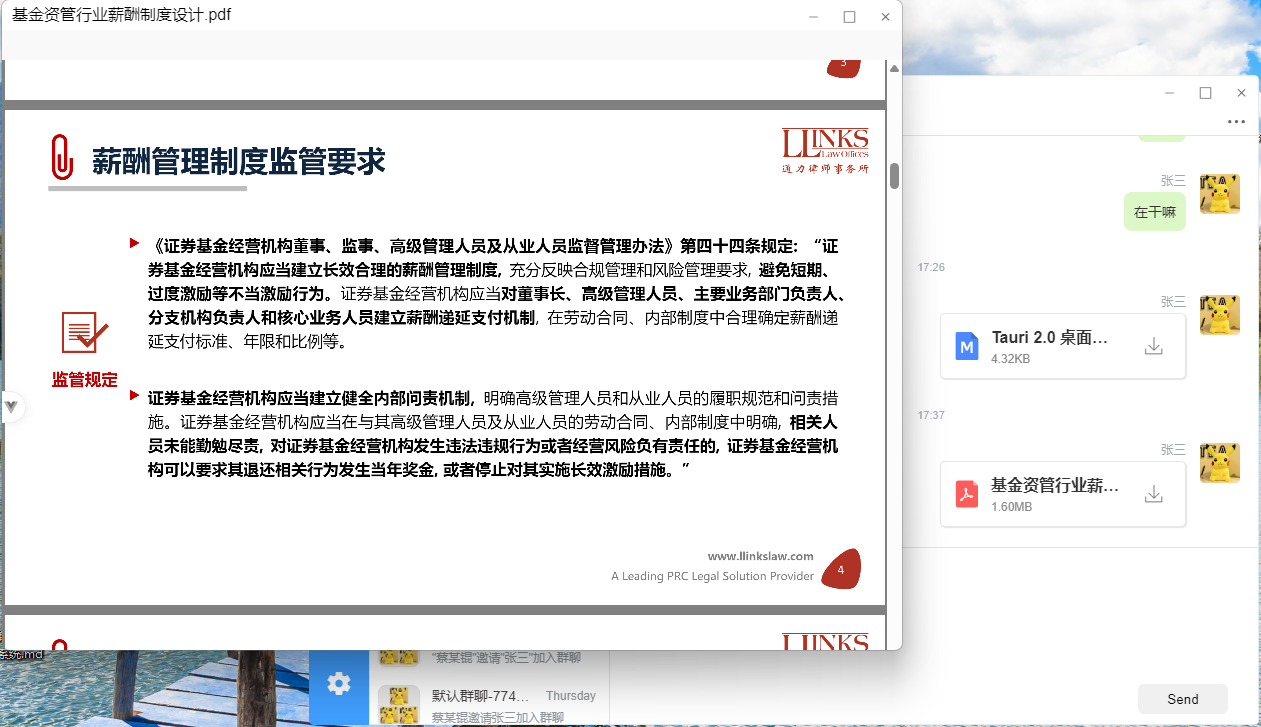 基金资管行业薪酬制度设计.pdf
3
薪酬管理制度监管要求
LLINKS
Law Offices
通力律师事务所
《证券基金经营机构董事、监事、高级管理人员及从业人员监督管理办法》第四十四条规定：“证
券基金经营机构应当建立长效合理的薪酬管理制度, 充分反映合规管理和风险管理要求, 避免短期、
过度激励等不当激励行为。证券基金经营机构应当对董事长、高级管理人员、主要业务部门负责人、
分支机构负责人和核心业务人员建立薪酬递延支付机制, 在劳动合同、内部制度中合理确定薪酬递
延支付标准、年限和比例等。
监管规定
证券基金经营机构应当建立健全内部问责机制, 明确高级管理人员和从业人员的履职规范和问责措
施。证券基金经营机构应当在与其高级管理人员及从业人员的劳动合同、内部制度中明确, 相关人
员未能勤勉尽责, 对证券基金经营机构发生违法违规行为或者经营风险负有责任的, 证券基金经营机
构可以要求其退还相关行为发生当年奖金, 或者停止对其实施长效激励措施。”
www.llinkslaw.com
A Leading PRC Legal Solution Provider
4
LLINKS
张三
在干嘛
17:26
张三
Tauri 2.0 桌面...
4.32KB
17:37
张三
基金资管行业薪...
1.60MB
Send
系统.md
"蔡某锟"邀请"张三"加入群聊
默认群聊-774...
Thursday
蔡某锟邀请张三加入群聊